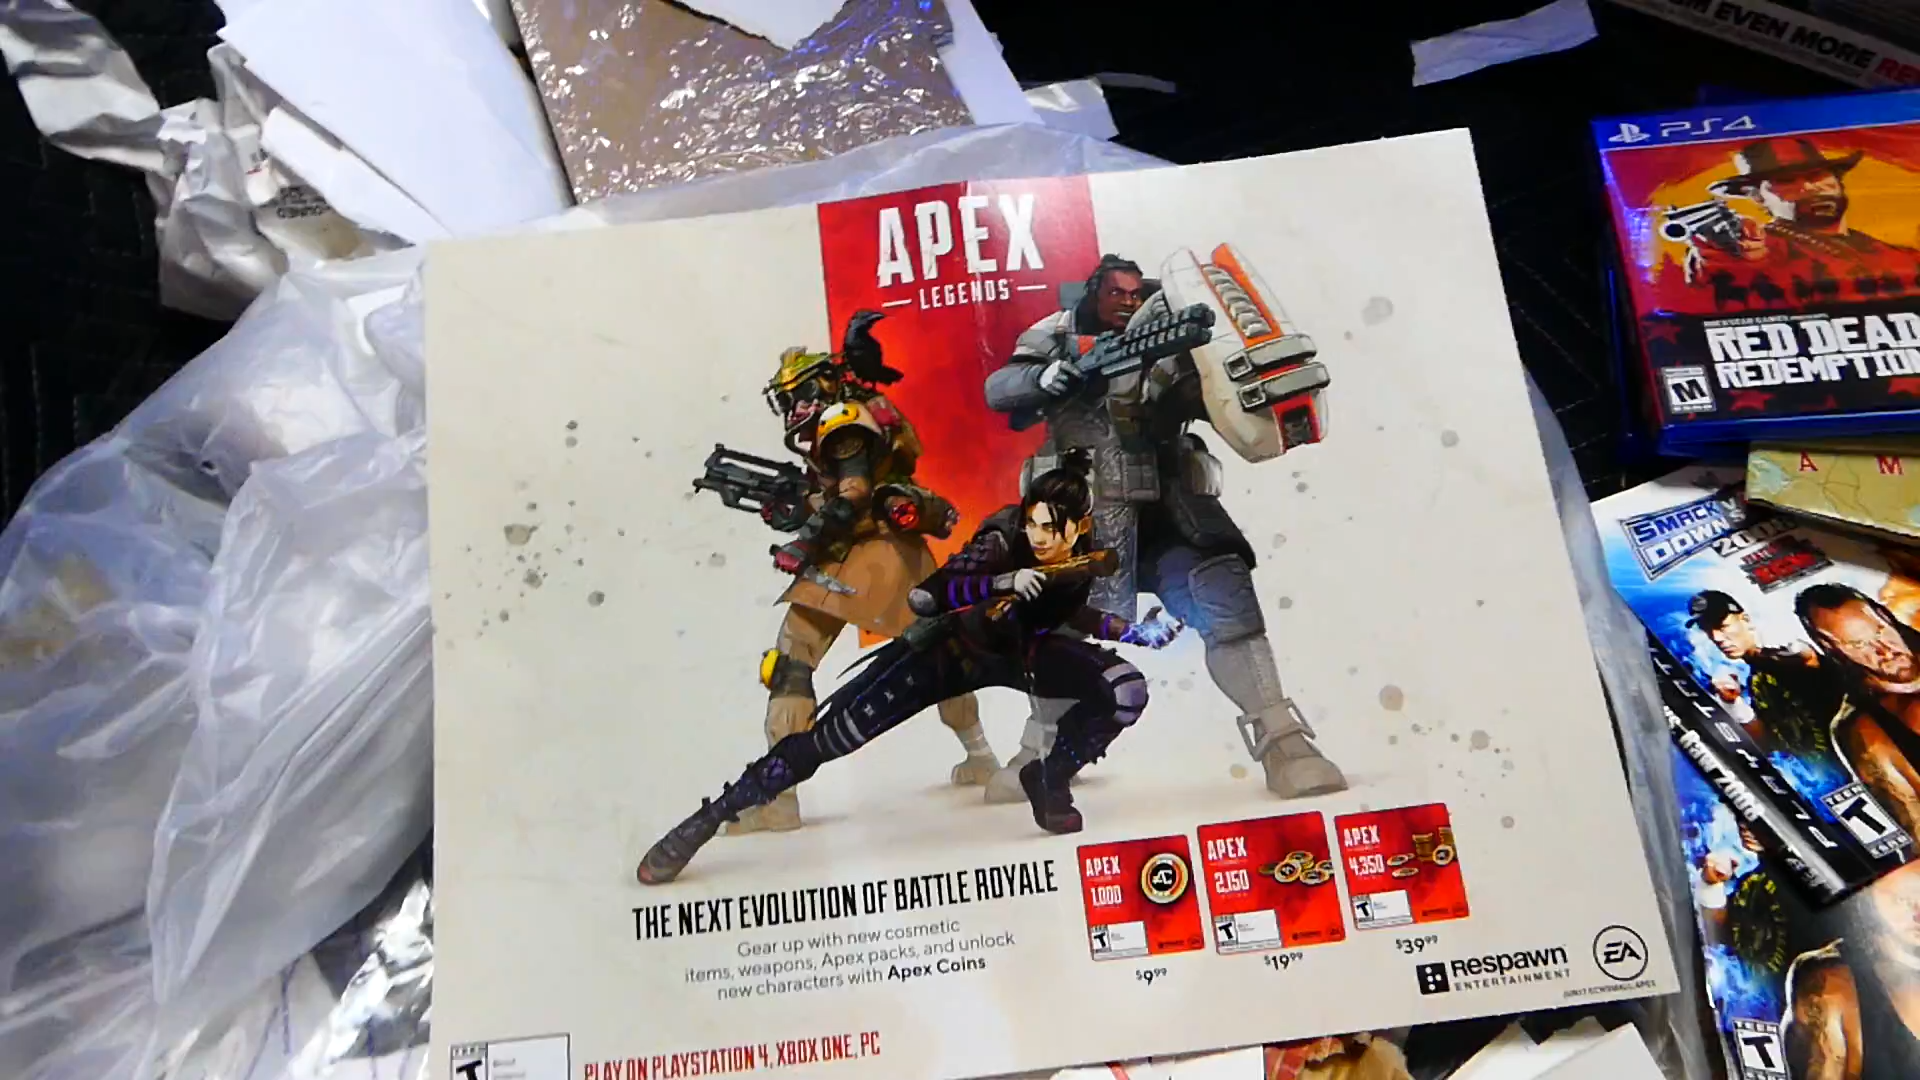 EVEN MORE
PS4
RED DEAD
REDEMPTION
M
A M
SMACK
DOWN
APEX
LEGENDS
THE NEXT EVOLUTION OF BATTLE ROYALE
Gear up with new cosmetic
items, weapons, Apex packs, and unlock
new characters with Apex Coins
APEX
1,000
T
$9.99
APEX
2,150
T
$19.99
APEX
4,350
T
$39.99
Respawn
ENTERTAINMENT
EA
T
PLAY ON PLAYSTATION 4, XBOX ONE, PC
TEEN
T
T